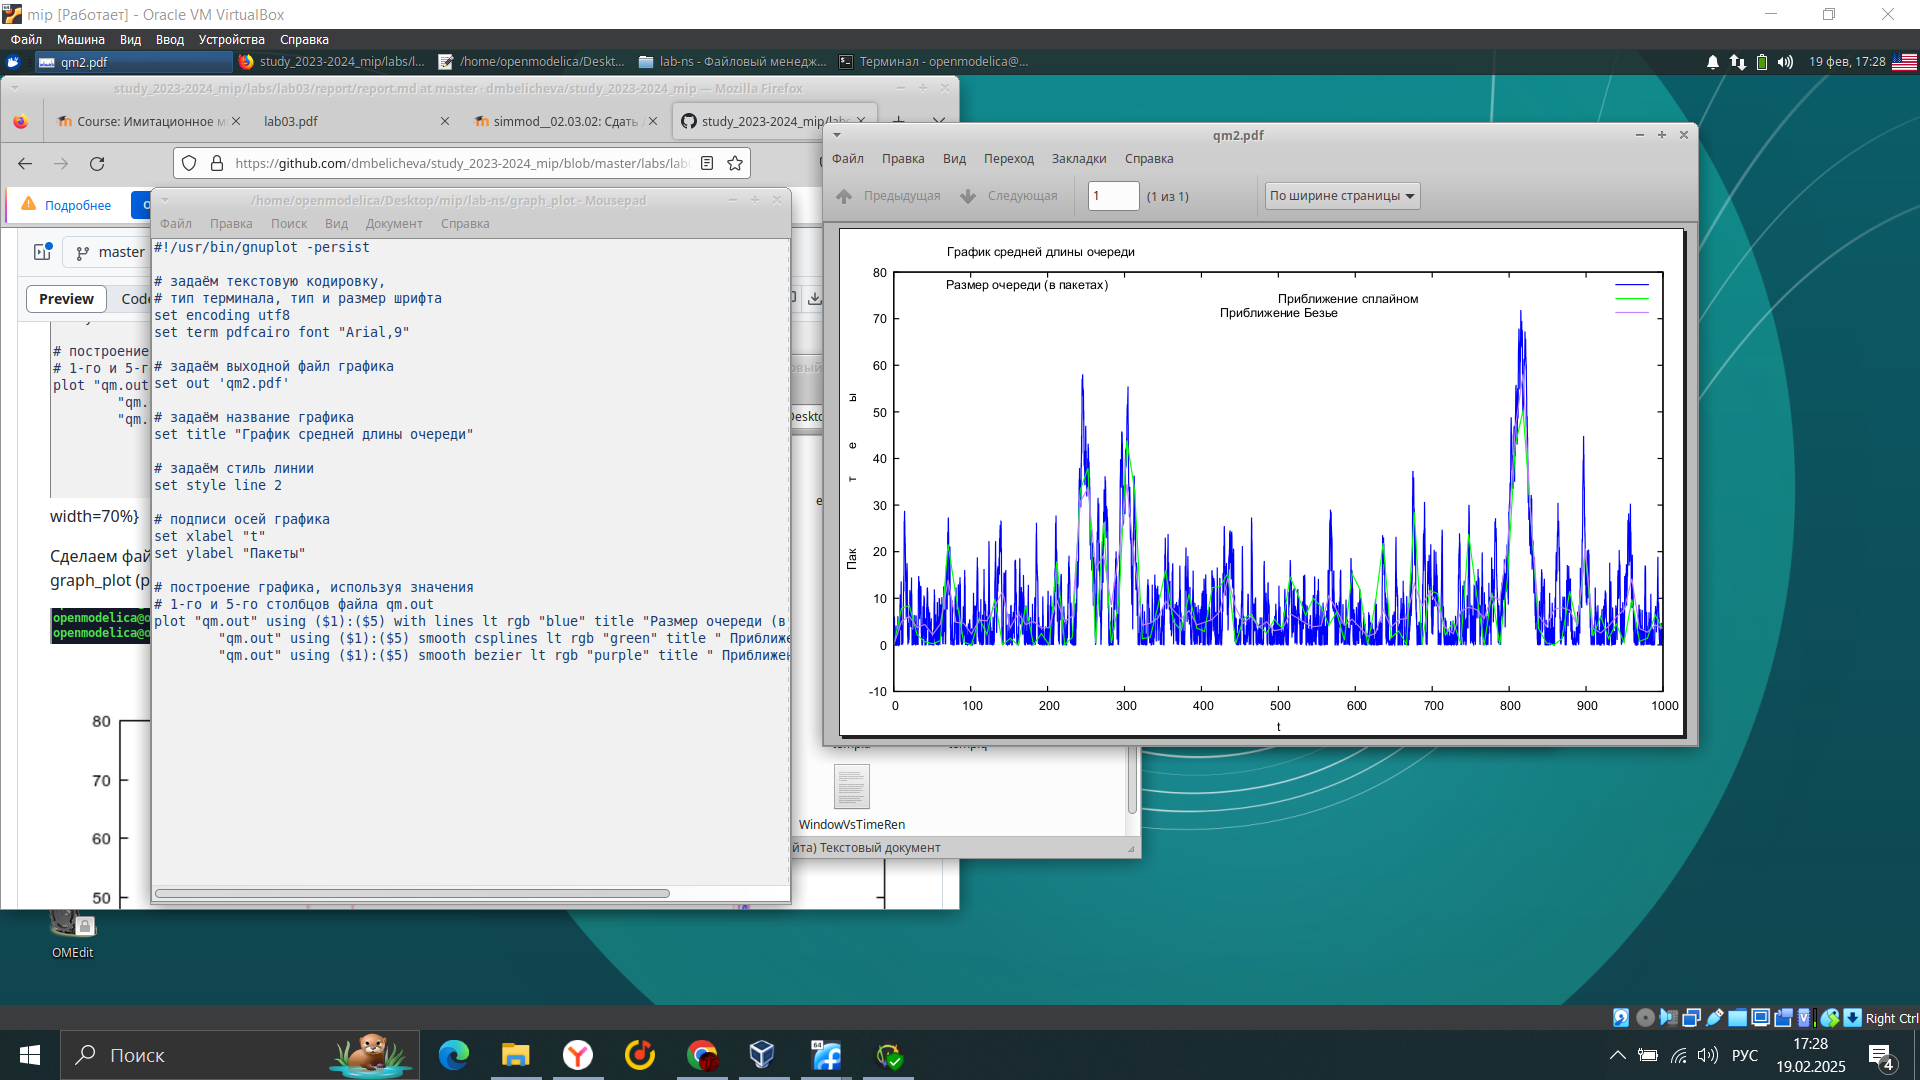 mip [Работает] - Oracle VM VirtualBox
Файл Машина Вид Ввод Устройства Справка
qm2.pdf
study_2023-2024_mip/labs/l...
/home/openmodelica/Deskt...
lab-ns - Файловый менедж...
Терминал - openmodelica@...
19 фев, 17:28
study_2023-2024_mip/labs/lab03/report/report.md at master · dmbelicheva/study_2023-2024_mip — Mozilla Firefox
Course: Имитационное м
lab03.pdf
simmod__02.03.02: Сдать
study_2023-2024_mip/labs
https://github.com/dmbelicheva/study_2023-2024_mip/blob/master/labs/lab
Подробнее
master
Preview
Code
# построение
# 1-го и 5-г
plot "qm.out
"qm.
"qm.
width=70%}
Сделаем фай
graph_plot (р
openmodelica@o
openmodelica@o
80
70
60
50
OMEdit
/home/openmodelica/Desktop/mip/lab-ns/graph_plot - Mousepad
Файл Правка Поиск Вид Документ Справка
#!/usr/bin/gnuplot -persist
# задаём текстовую кодировку,
# тип терминала, тип и размер шрифта
set encoding utf8
set term pdfcairo font "Arial,9"
# задаём выходной файл графика
set out 'qm2.pdf'
# задаём название графика
set title "График средней длины очереди"
# задаём стиль линии
set style line 2
# подписи осей графика
set xlabel "t"
set ylabel "Пакеты"
# построение графика, используя значения
# 1-го и 5-го столбцов файла qm.out
plot "qm.out" using ($1):($5) with lines lt rgb "blue" title "Размер очереди (в
"qm.out" using ($1):($5) smooth csplines lt rgb "green" title " Приближе
"qm.out" using ($1):($5) smooth bezier lt rgb "purple" title " Приближен
Deskto
WindowVsTimeRen
йта) Текстовый документ
qm2.pdf
Файл Правка Вид Переход Закладки Справка
Предыдущая
Следующая
1
(1 из 1)
По ширине страницы
График средней длины очереди
Размер очереди (в пакетах)
Приближение сплайном
Приближение Безье
80
70
60
50
40
30
20
10
0
-10
Пак т е ы
0 100 200 300 400 500 600 700 800 900 1000
t
Right Ctrl
Поиск
64
РУС
17:28
19.02.2025
4